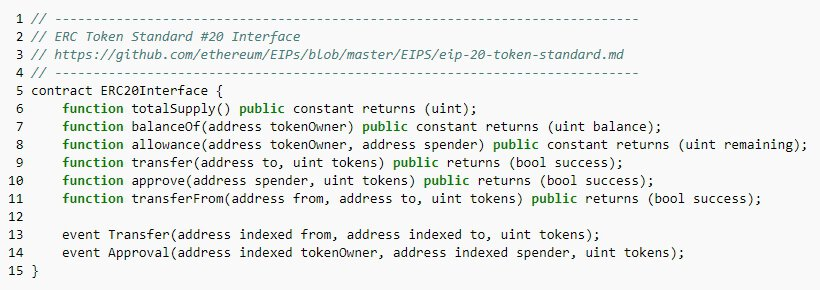 1 // ----------------------------------------------------------------------------
2 // ERC Token Standard #20 Interface
3 // https://github.com/ethereum/EIPs/blob/master/EIPS/eip-20-token-standard.md
4 // ----------------------------------------------------------------------------
5 contract ERC20Interface {
6     function totalSupply() public constant returns (uint);
7     function balanceOf(address tokenOwner) public constant returns (uint balance);
8     function allowance(address tokenOwner, address spender) public constant returns (uint remaining);
9     function transfer(address to, uint tokens) public returns (bool success);
10     function approve(address spender, uint tokens) public returns (bool success);
11     function transferFrom(address from, address to, uint tokens) public returns (bool success);
12
13     event Transfer(address indexed from, address indexed to, uint tokens);
14     event Approval(address indexed tokenOwner, address indexed spender, uint tokens);
15 }